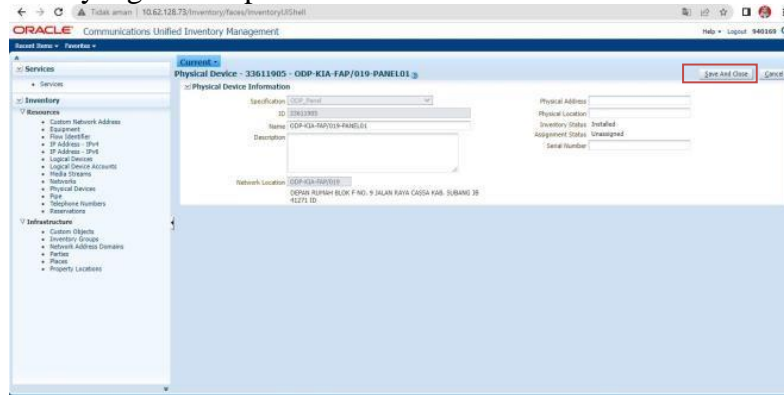 Tidak aman | 10.62.128.73/Inventory/faces/InventoryUIShell
ORACLE Communications Unified Inventory Management
Help Logout 940168
Recent Items Favorites
Services
Services
Inventory
Resources
Custom Network Address
Equipment
Flow Identifier
IP Address - IPv4
IP Address - IPv6
Logical Devices
Logical Device Accounts
Media Streams
Networks
Physical Devices
Pipe
Telephone Numbers
Reservations
Infrastructure
Custom Objects
Inventory Groups
Network Address Domains
Parties
Places
Property Locations
Current
Physical Device - 33611905 - ODP-KIA-FAP/019-PANEL01
Save And Close Cancel
Physical Device Information
Specification ODP_Panel
ID 33611905
Name ODP-KIA-FAP/019-PANEL01
Description
Network Location ODP-KIA-FAP/019
DEPAN RUMAH BLOK F NO. 9 JALAN RAYA CASSA KAB. SUBANG JB
41271 ID
Physical Address
Physical Location
Inventory Status Installed
Assignment Status Unassigned
Serial Number